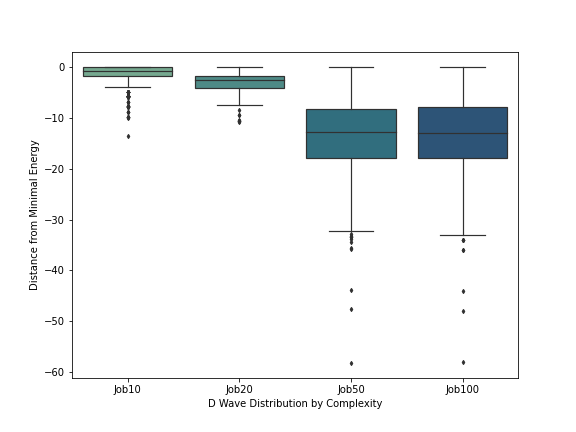 0
−10
−20
−30
−40
−50
−60
Distance from Minimal Energy
Job10 Job20 Job50 Job100
D Wave Distribution by Complexity